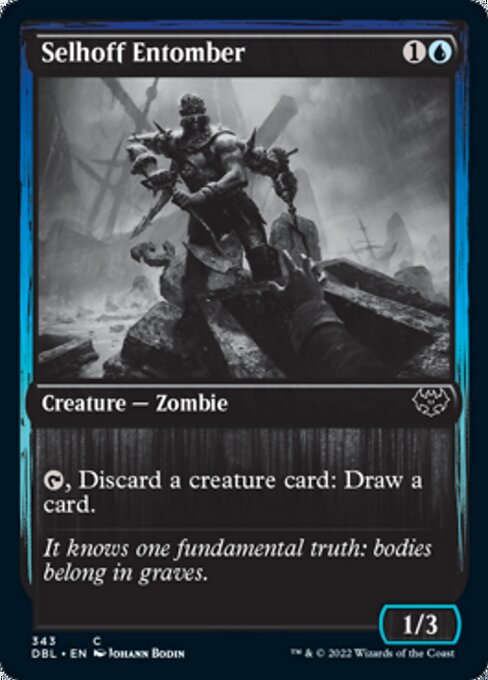 Selhoff Entomber 1
Creature — Zombie
, Discard a creature card: Draw a
card.
It knows one fundamental truth: bodies
belong in graves.
1/3
343 C
DBL • EN Johann Bodin
™ & © 2022 Wizards of the Coast